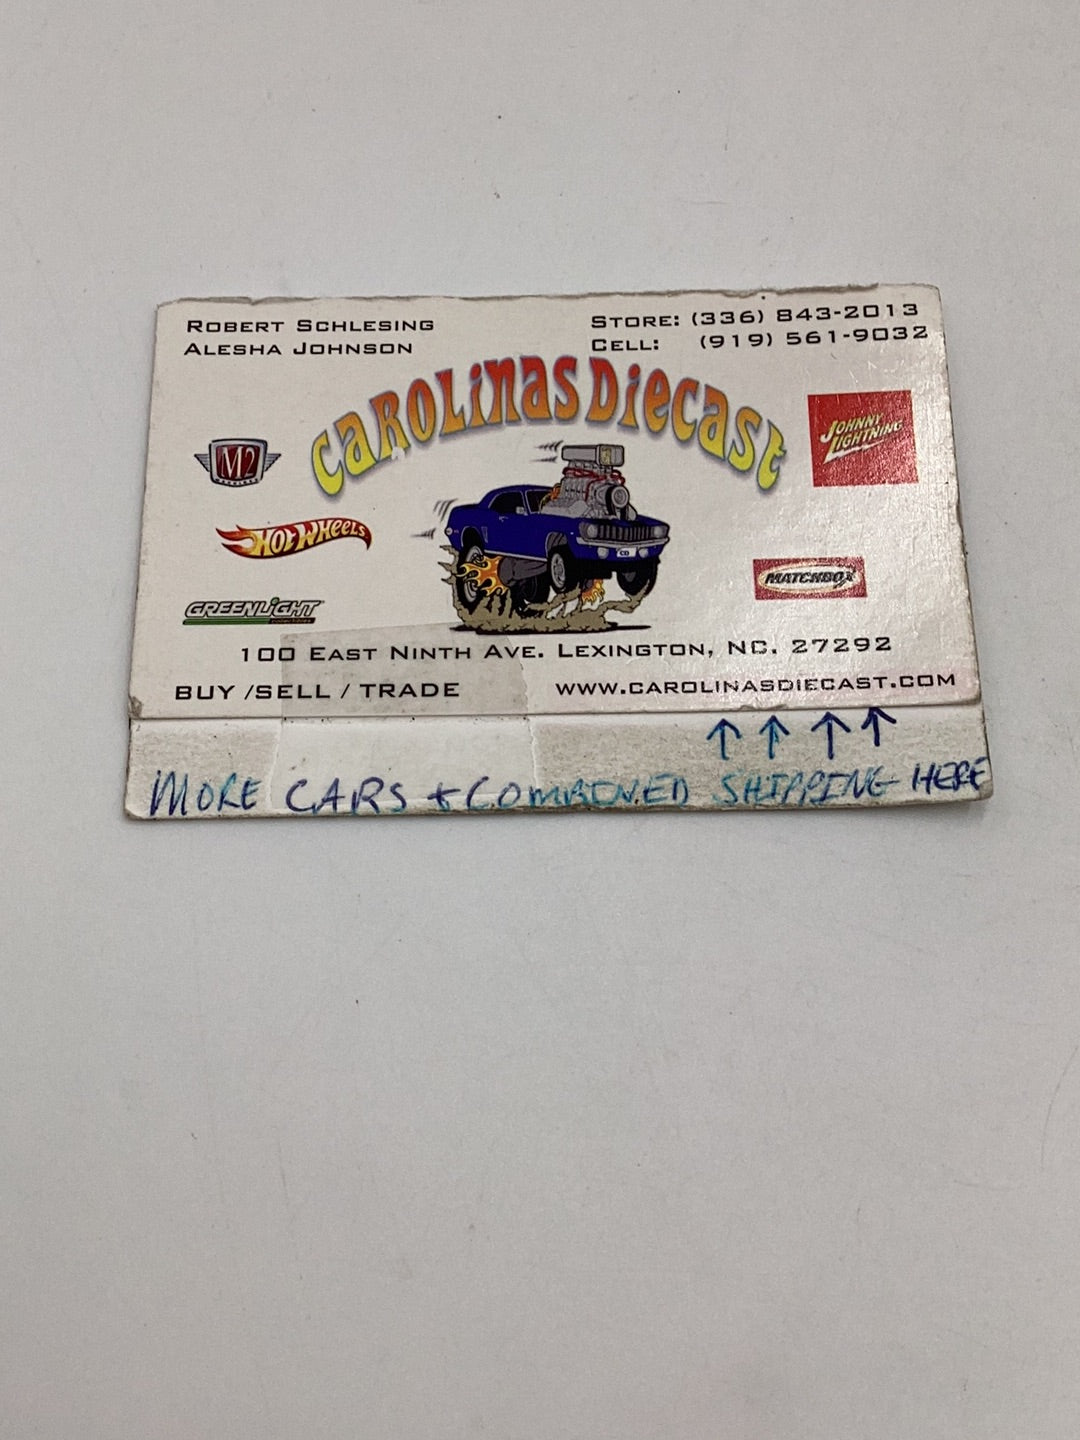 ROBERT SCHLESING
ALESHA JOHNSON
STORE: (336) 843-2013
CELL: (919) 561-9032
CAROLINAS DIECAST
M2
JOHNNY
LIGHTNING
HOT WHEELS
MATCHBOX
GREENLIGHT
CD
100 EAST NINTH AVE. LEXINGTON, NC. 27292
BUY /SELL / TRADE
WWW.CAROLINASDIECAST.COM
↑ ↑ ↑ ↑
MORE CARS + COMBINED SHIPPING HERE